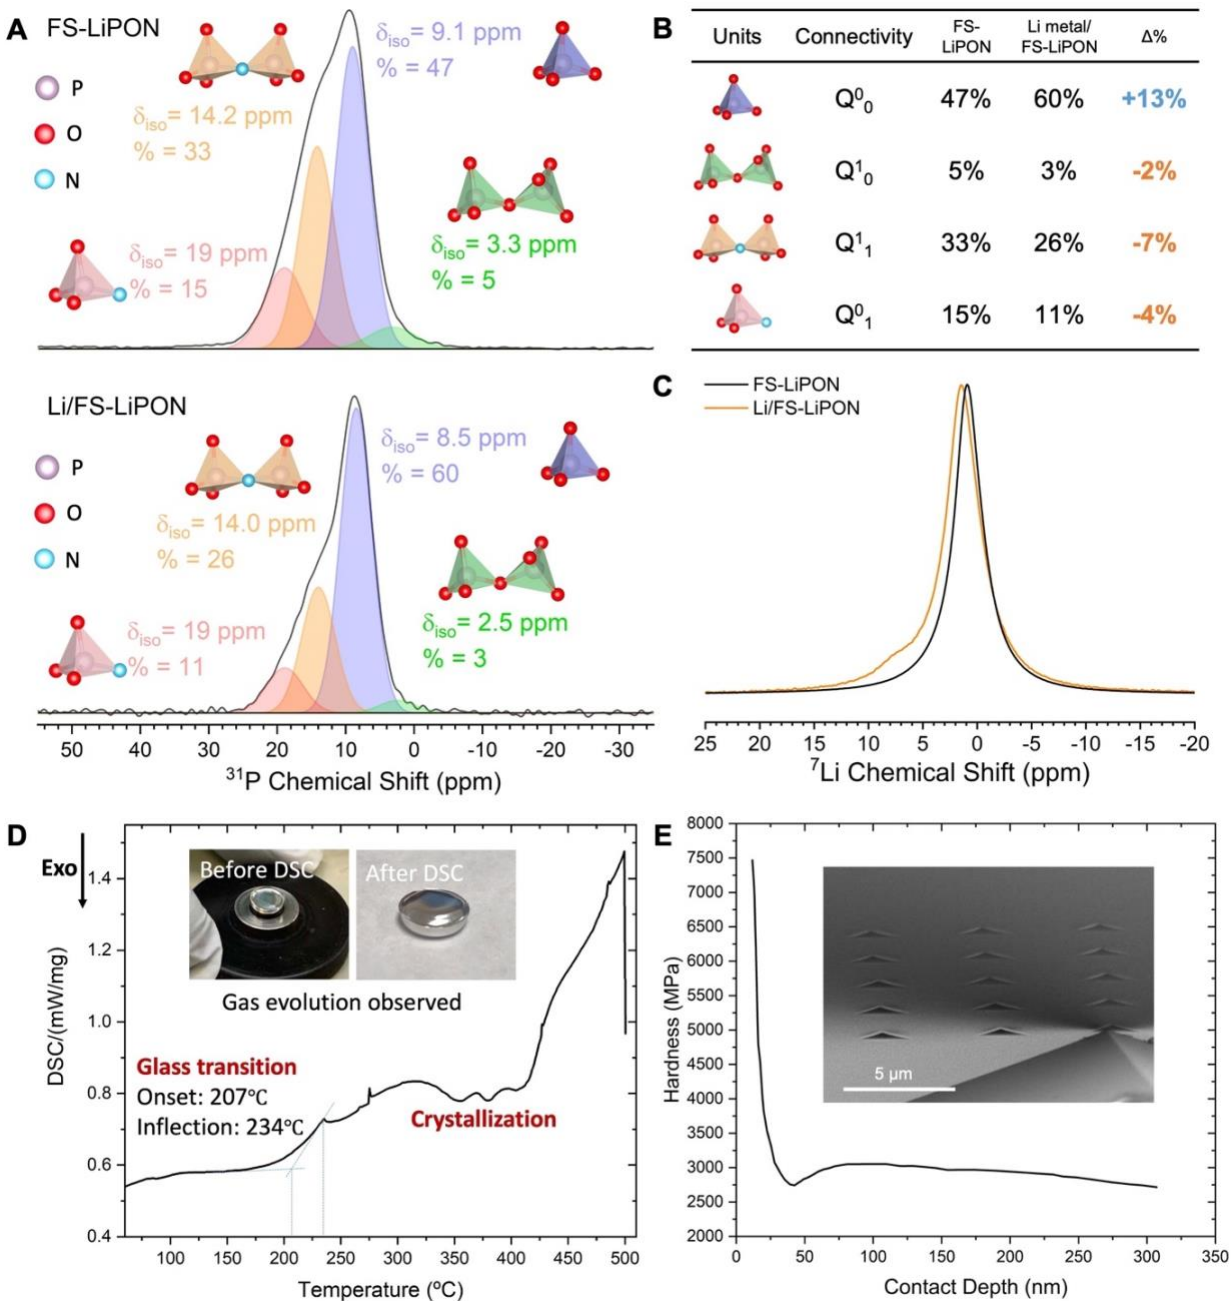 A
FS-LiPON
P
O
N
δiso= 14.2 ppm
% = 33
δiso= 9.1 ppm
% = 47
δiso= 19 ppm
% = 15
δiso= 3.3 ppm
% = 5
Li/FS-LiPON
P
O
N
δiso= 8.5 ppm
% = 60
δiso= 14.0 ppm
% = 26
δiso= 19 ppm
% = 11
δiso= 2.5 ppm
% = 3
50 40 30 20 10 0 -10 -20 -30
³¹P Chemical Shift (ppm)
B
Units Connectivity FS-LiPON Li metal/FS-LiPON Δ%
Q⁰₀ 47% 60% +13%
Q¹₀ 5% 3% -2%
Q¹₁ 33% 26% -7%
Q⁰₁ 15% 11% -4%
C
FS-LiPON
Li/FS-LiPON
25 20 15 10 5 0 -5 -10 -15 -20
⁷Li Chemical Shift (ppm)
D
Exo
DSC/(mW/mg)
1.4
1.2
1.0
0.8
0.6
0.4
Before DSC
After DSC
Gas evolution observed
Glass transition
Onset: 207℃
Inflection: 234℃
Crystallization
100 150 200 250 300 350 400 450 500
Temperature (ºC)
E
Hardness (MPa)
8000
7500
7000
6500
6000
5500
5000
4500
4000
3500
3000
2500
2000
5 µm
0 50 100 150 200 250 300 350
Contact Depth (nm)